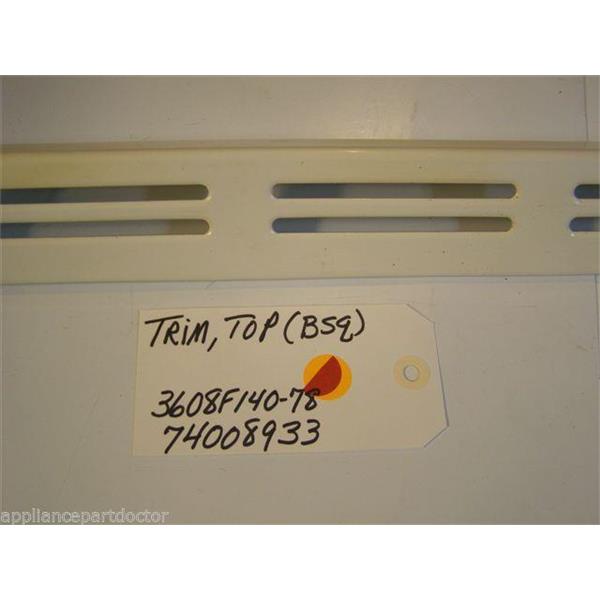 TRIM, TOP (BSQ)
3608F140-78
74008933
appliancepartdoctor